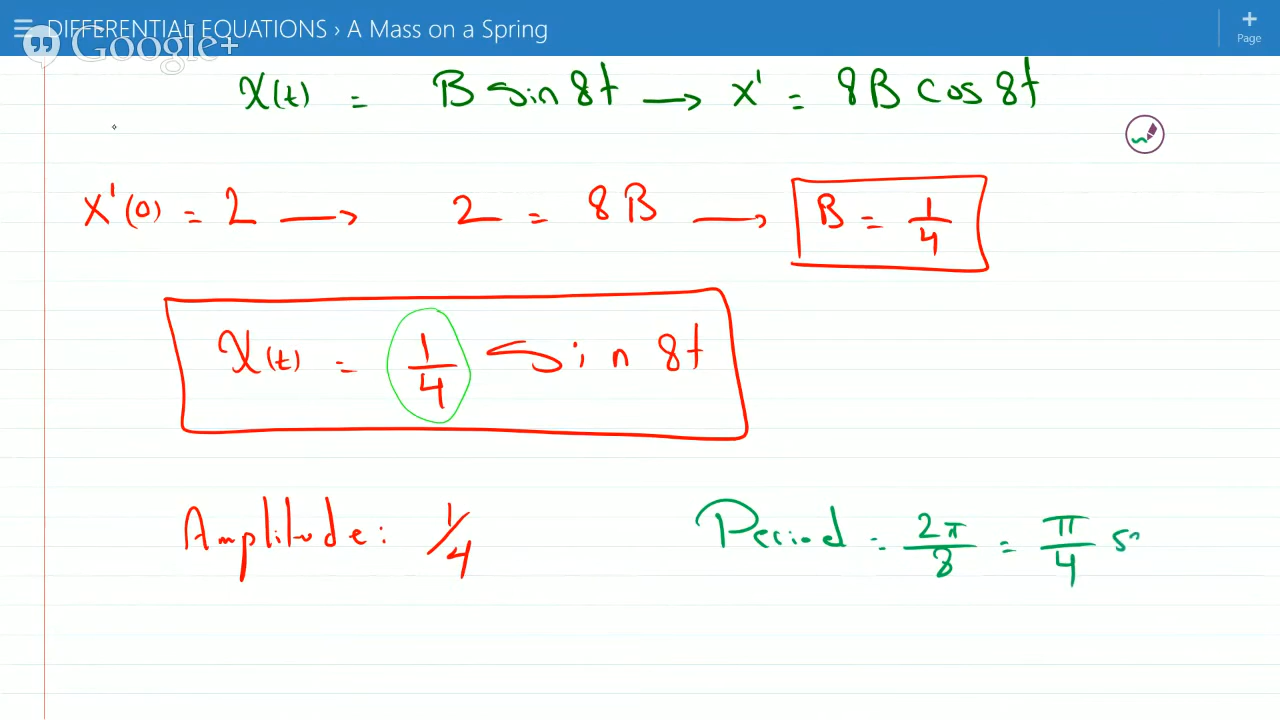 DIFFERENTIAL EQUATIONS › A Mass on a Spring
Google+
Page
X(t) = B sin 8t → x' = 8B cos 8t
x'(0) = 2 → 2 = 8B → B = 1/4
X(t) = 1/4 sin 8t
Amplitude: 1/4 Period = 2π/8 = π/4